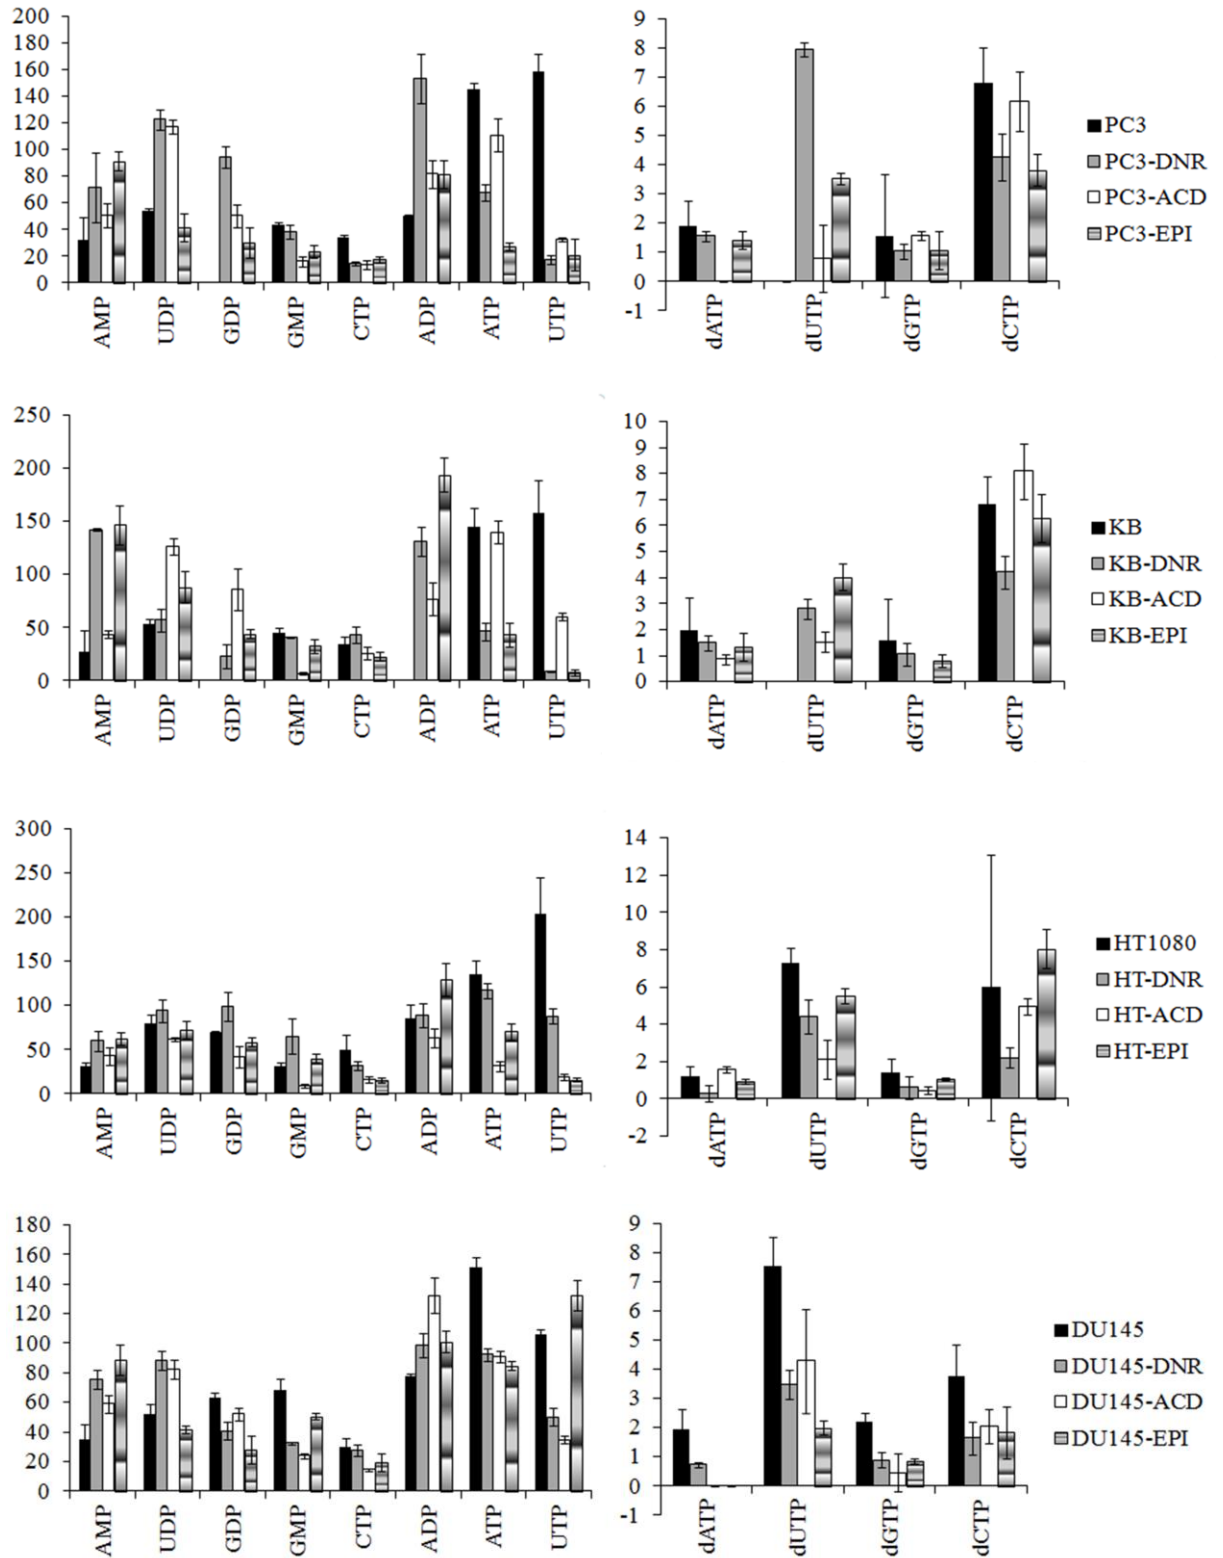 200
180
160
140
120
100
80
60
40
20
0
AMP
UDP
GDP
GMP
CTP
ADP
ATP
UTP
9
8
7
6
5
4
3
2
1
0
-1
dATP
dUTP
dGTP
dCTP
PC3
PC3-DNR
PC3-ACD
PC3-EPI
250
200
150
100
50
0
AMP
UDP
GDP
GMP
CTP
ADP
ATP
UTP
10
9
8
7
6
5
4
3
2
1
0
dATP
dUTP
dGTP
dCTP
KB
KB-DNR
KB-ACD
KB-EPI
300
250
200
150
100
50
0
AMP
UDP
GDP
GMP
CTP
ADP
ATP
UTP
14
12
10
8
6
4
2
0
-2
dATP
dUTP
dGTP
dCTP
HT1080
HT-DNR
HT-ACD
HT-EPI
180
160
140
120
100
80
60
40
20
0
AMP
UDP
GDP
GMP
CTP
ADP
ATP
UTP
9
8
7
6
5
4
3
2
1
0
-1
dATP
dUTP
dGTP
dCTP
DU145
DU145-DNR
DU145-ACD
DU145-EPI